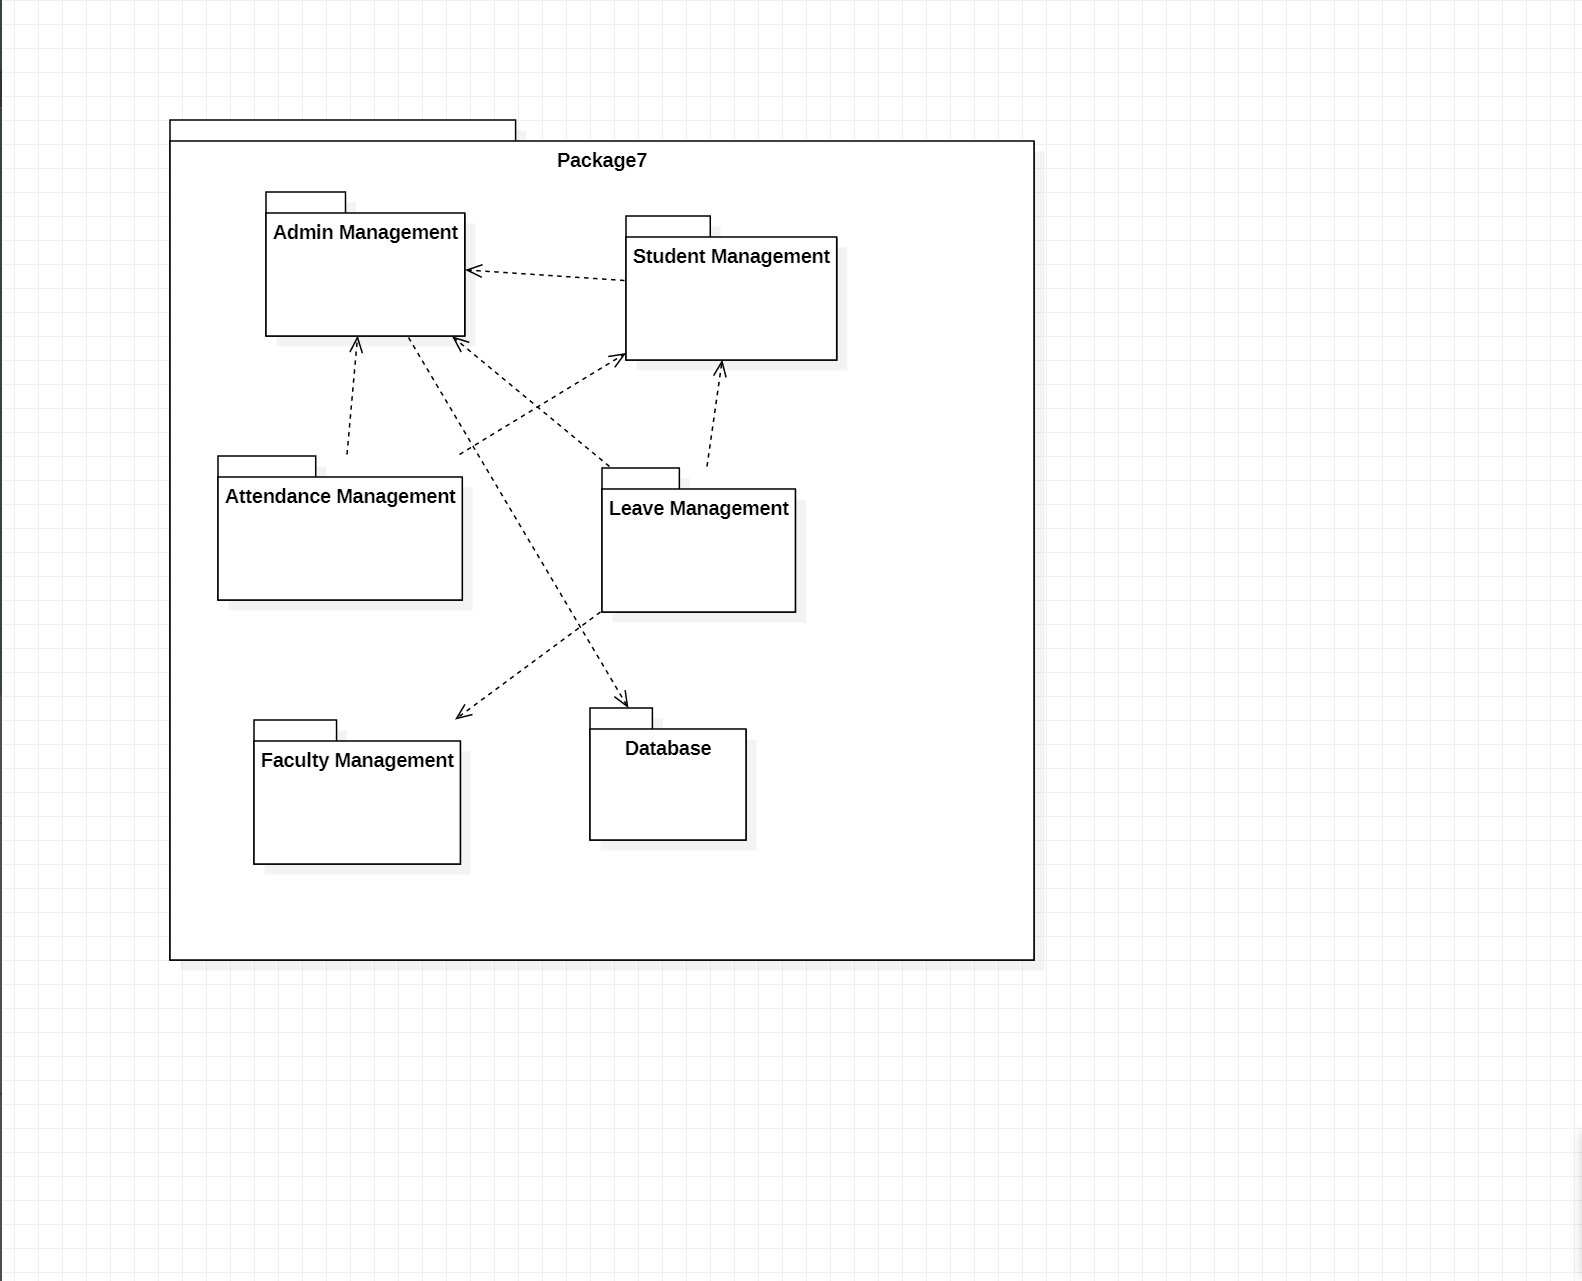 Package7
Admin Management
Student Management
Attendance Management
Leave Management
Faculty Management
Database